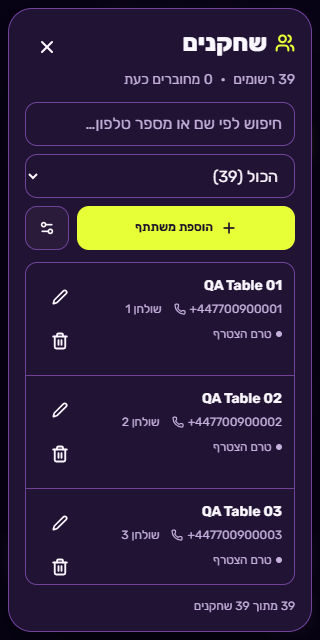 שחקנים
39 רשומים • 0 מחוברים כעת
חיפוש לפי שם או מספר טלפון...
הכול (39)
הוספת משתתף
QA Table 01
+447700900001 שולחן 1
טרם הצטרף
QA Table 02
+447700900002 שולחן 2
טרם הצטרף
QA Table 03
+447700900003 שולחן 3
טרם הצטרף
39 מתוך 39 שחקנים